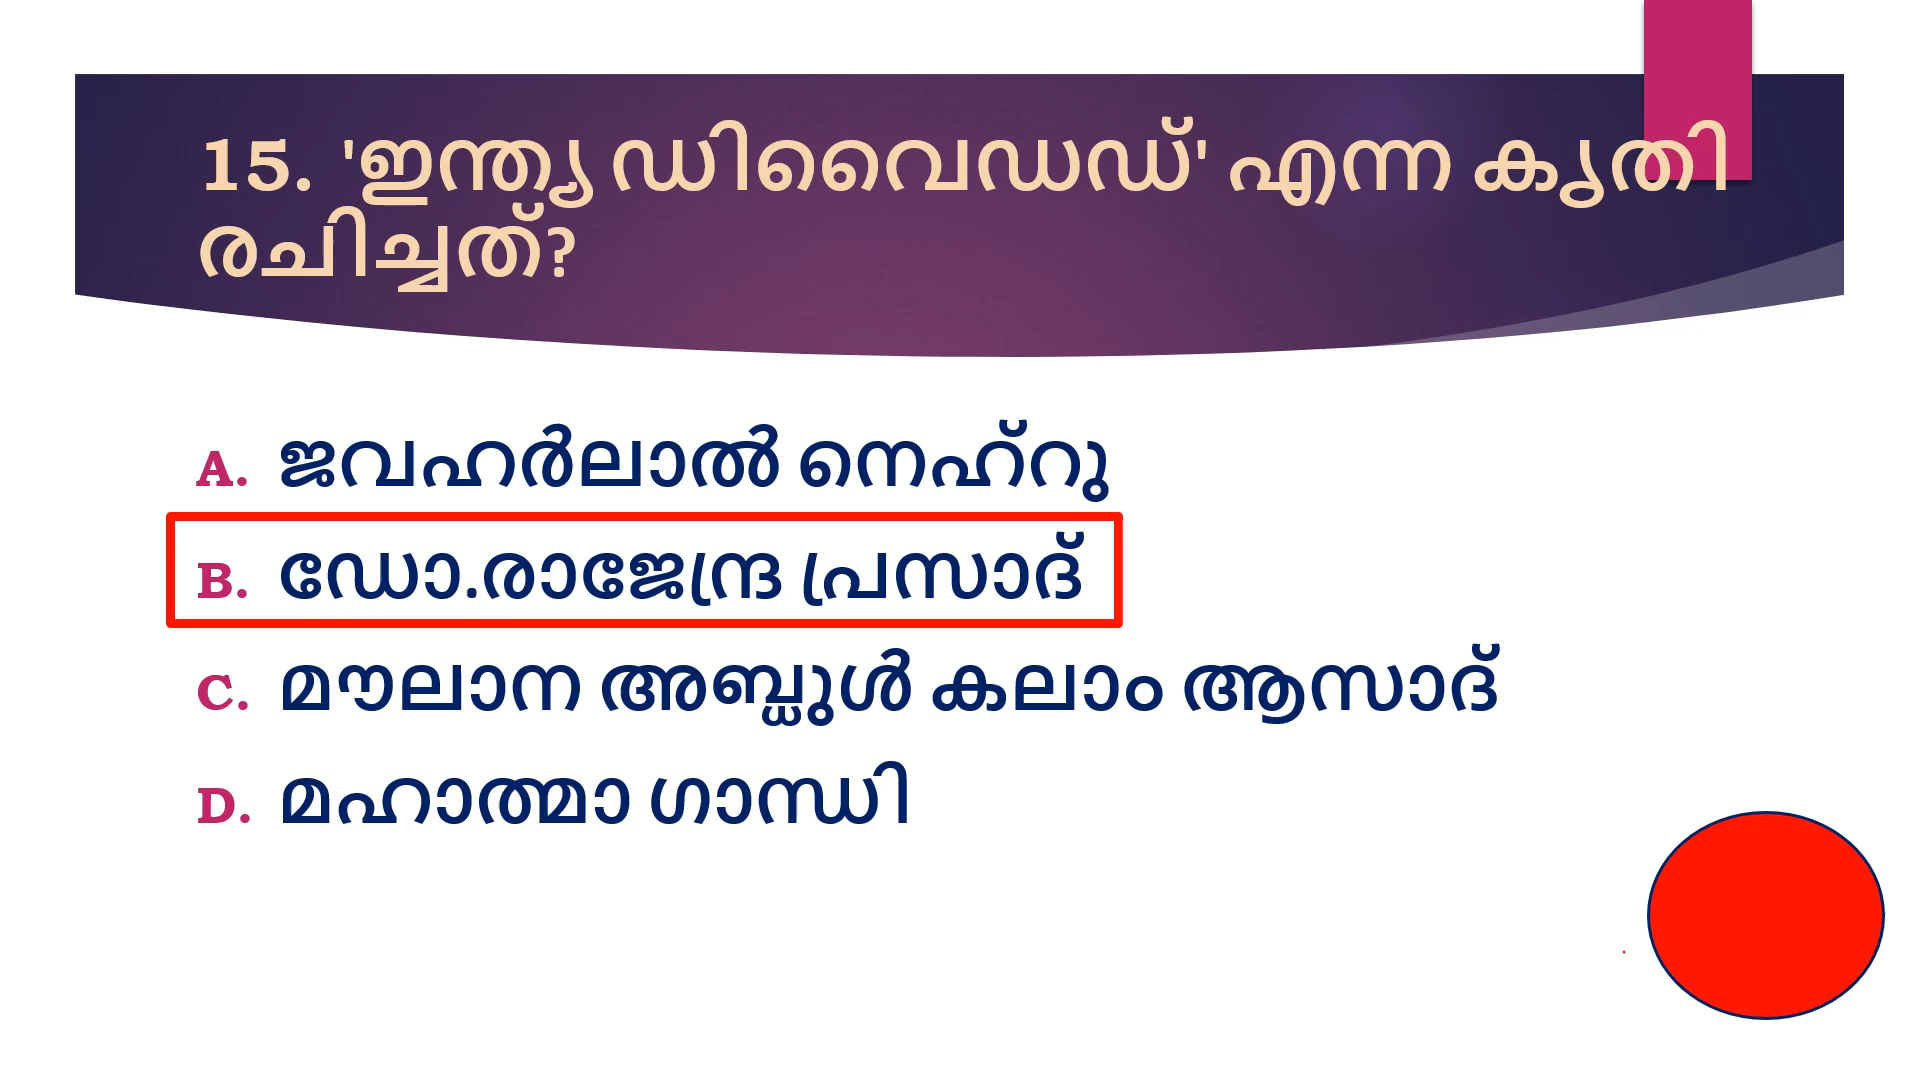 15. 'ഇന്ത്യ ഡിവൈഡഡ്' എന്ന കൃതി
രചിച്ചത്?
A. ജവഹർലാൽ നെഹ്റു
B. ഡോ.രാജേന്ദ്ര പ്രസാദ്
C. മൗലാന അബ്ദുൾ കലാം ആസാദ്
D. മഹാത്മാ ഗാന്ധി